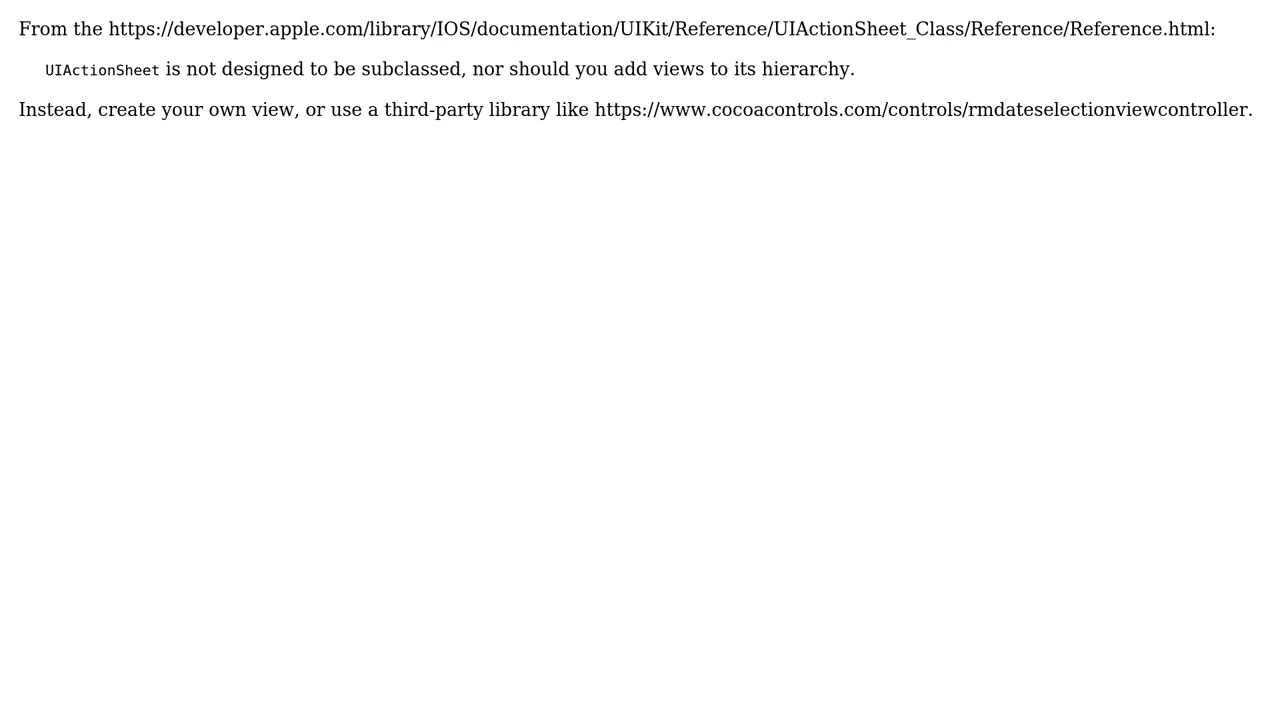 From the https://developer.apple.com/library/IOS/documentation/UIKit/Reference/UIActionSheet_Class/Reference/Reference.html:
UIActionSheet is not designed to be subclassed, nor should you add views to its hierarchy.
Instead, create your own view, or use a third-party library like https://www.cocoacontrols.com/controls/rmdateselectionviewcontroller.